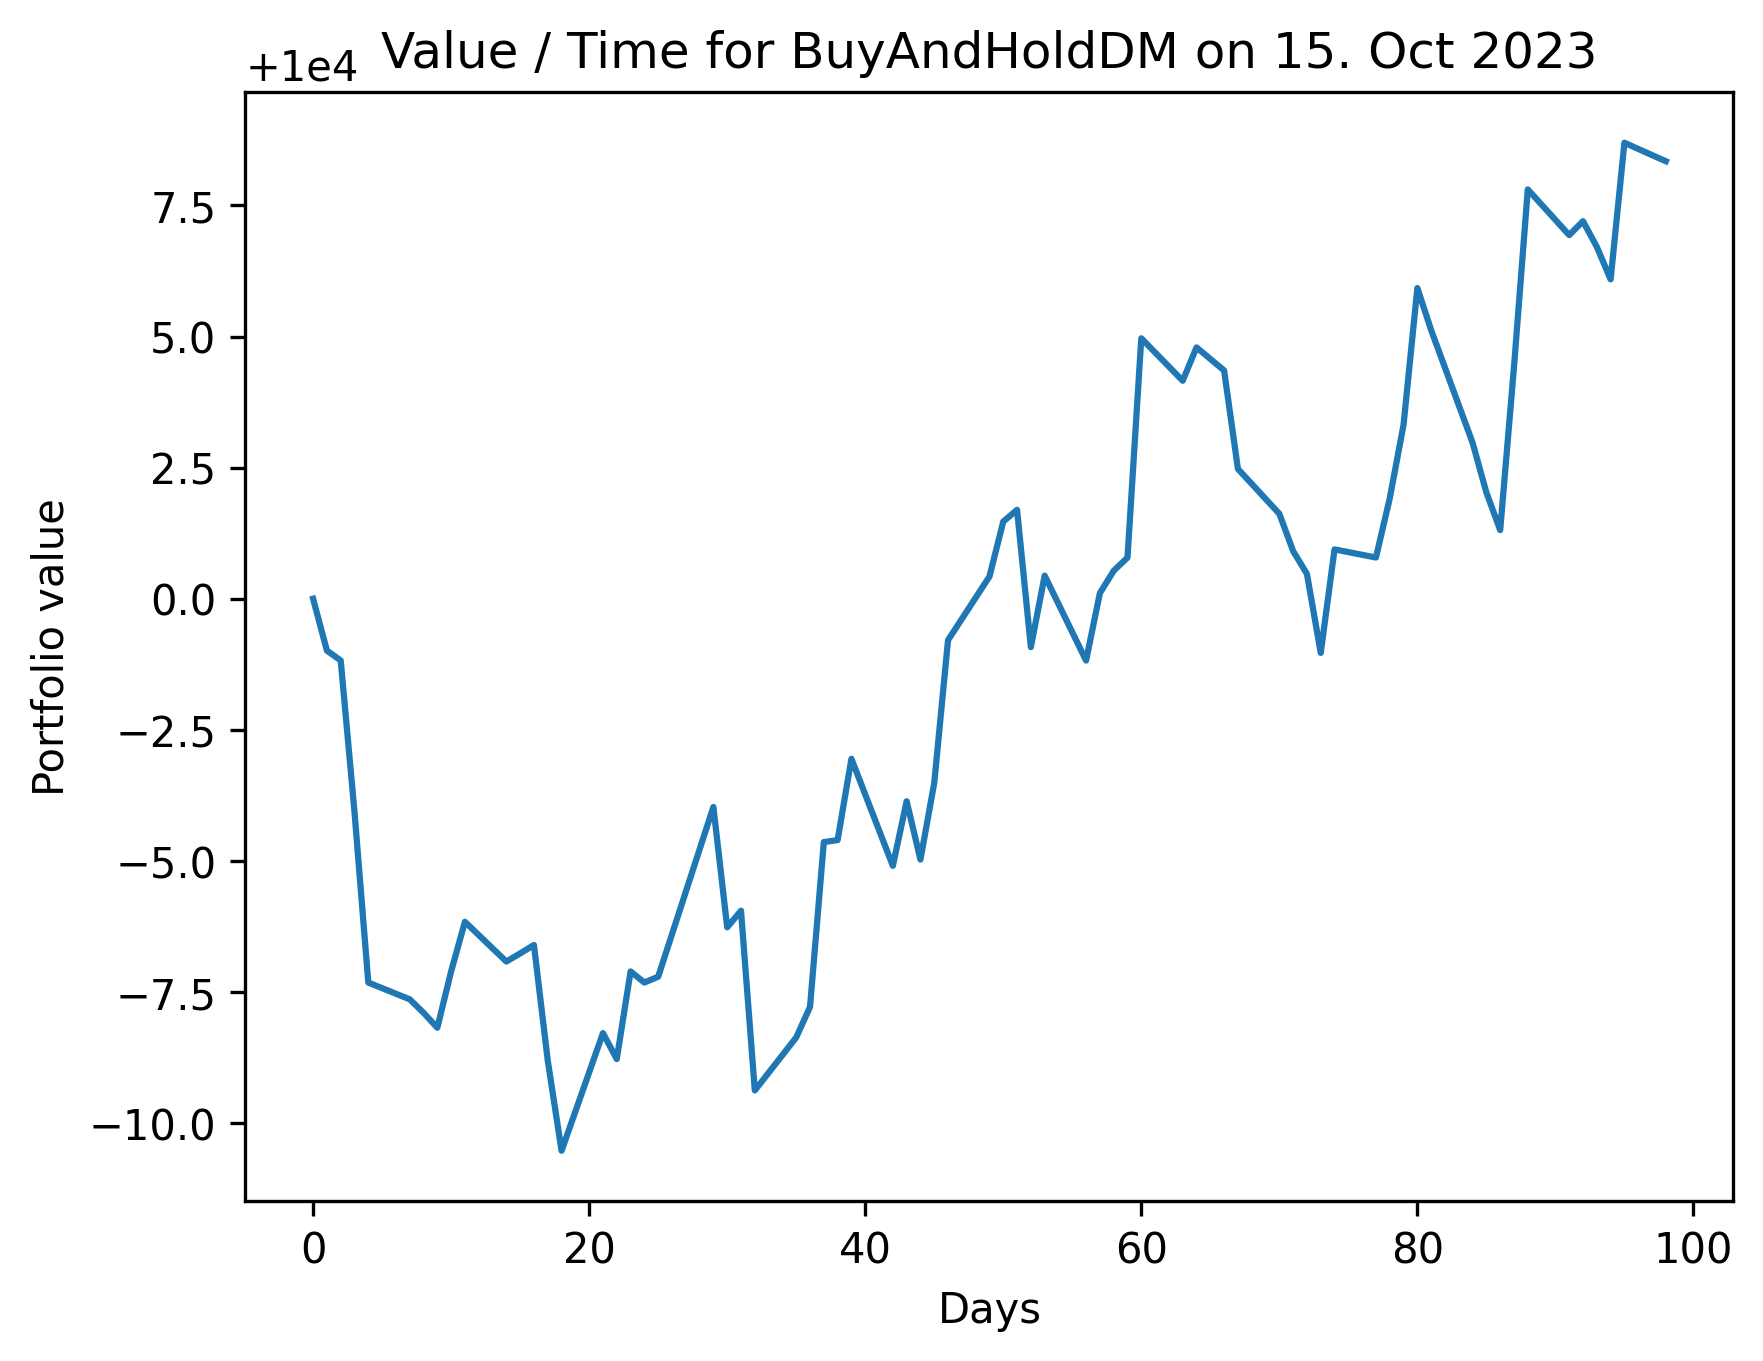 Value / Time for BuyAndHoldDM on 15. Oct 2023
+1e4
7.5
5.0
2.5
0.0
−2.5
−5.0
−7.5
−10.0
Portfolio value
0 20 40 60 80 100
Days